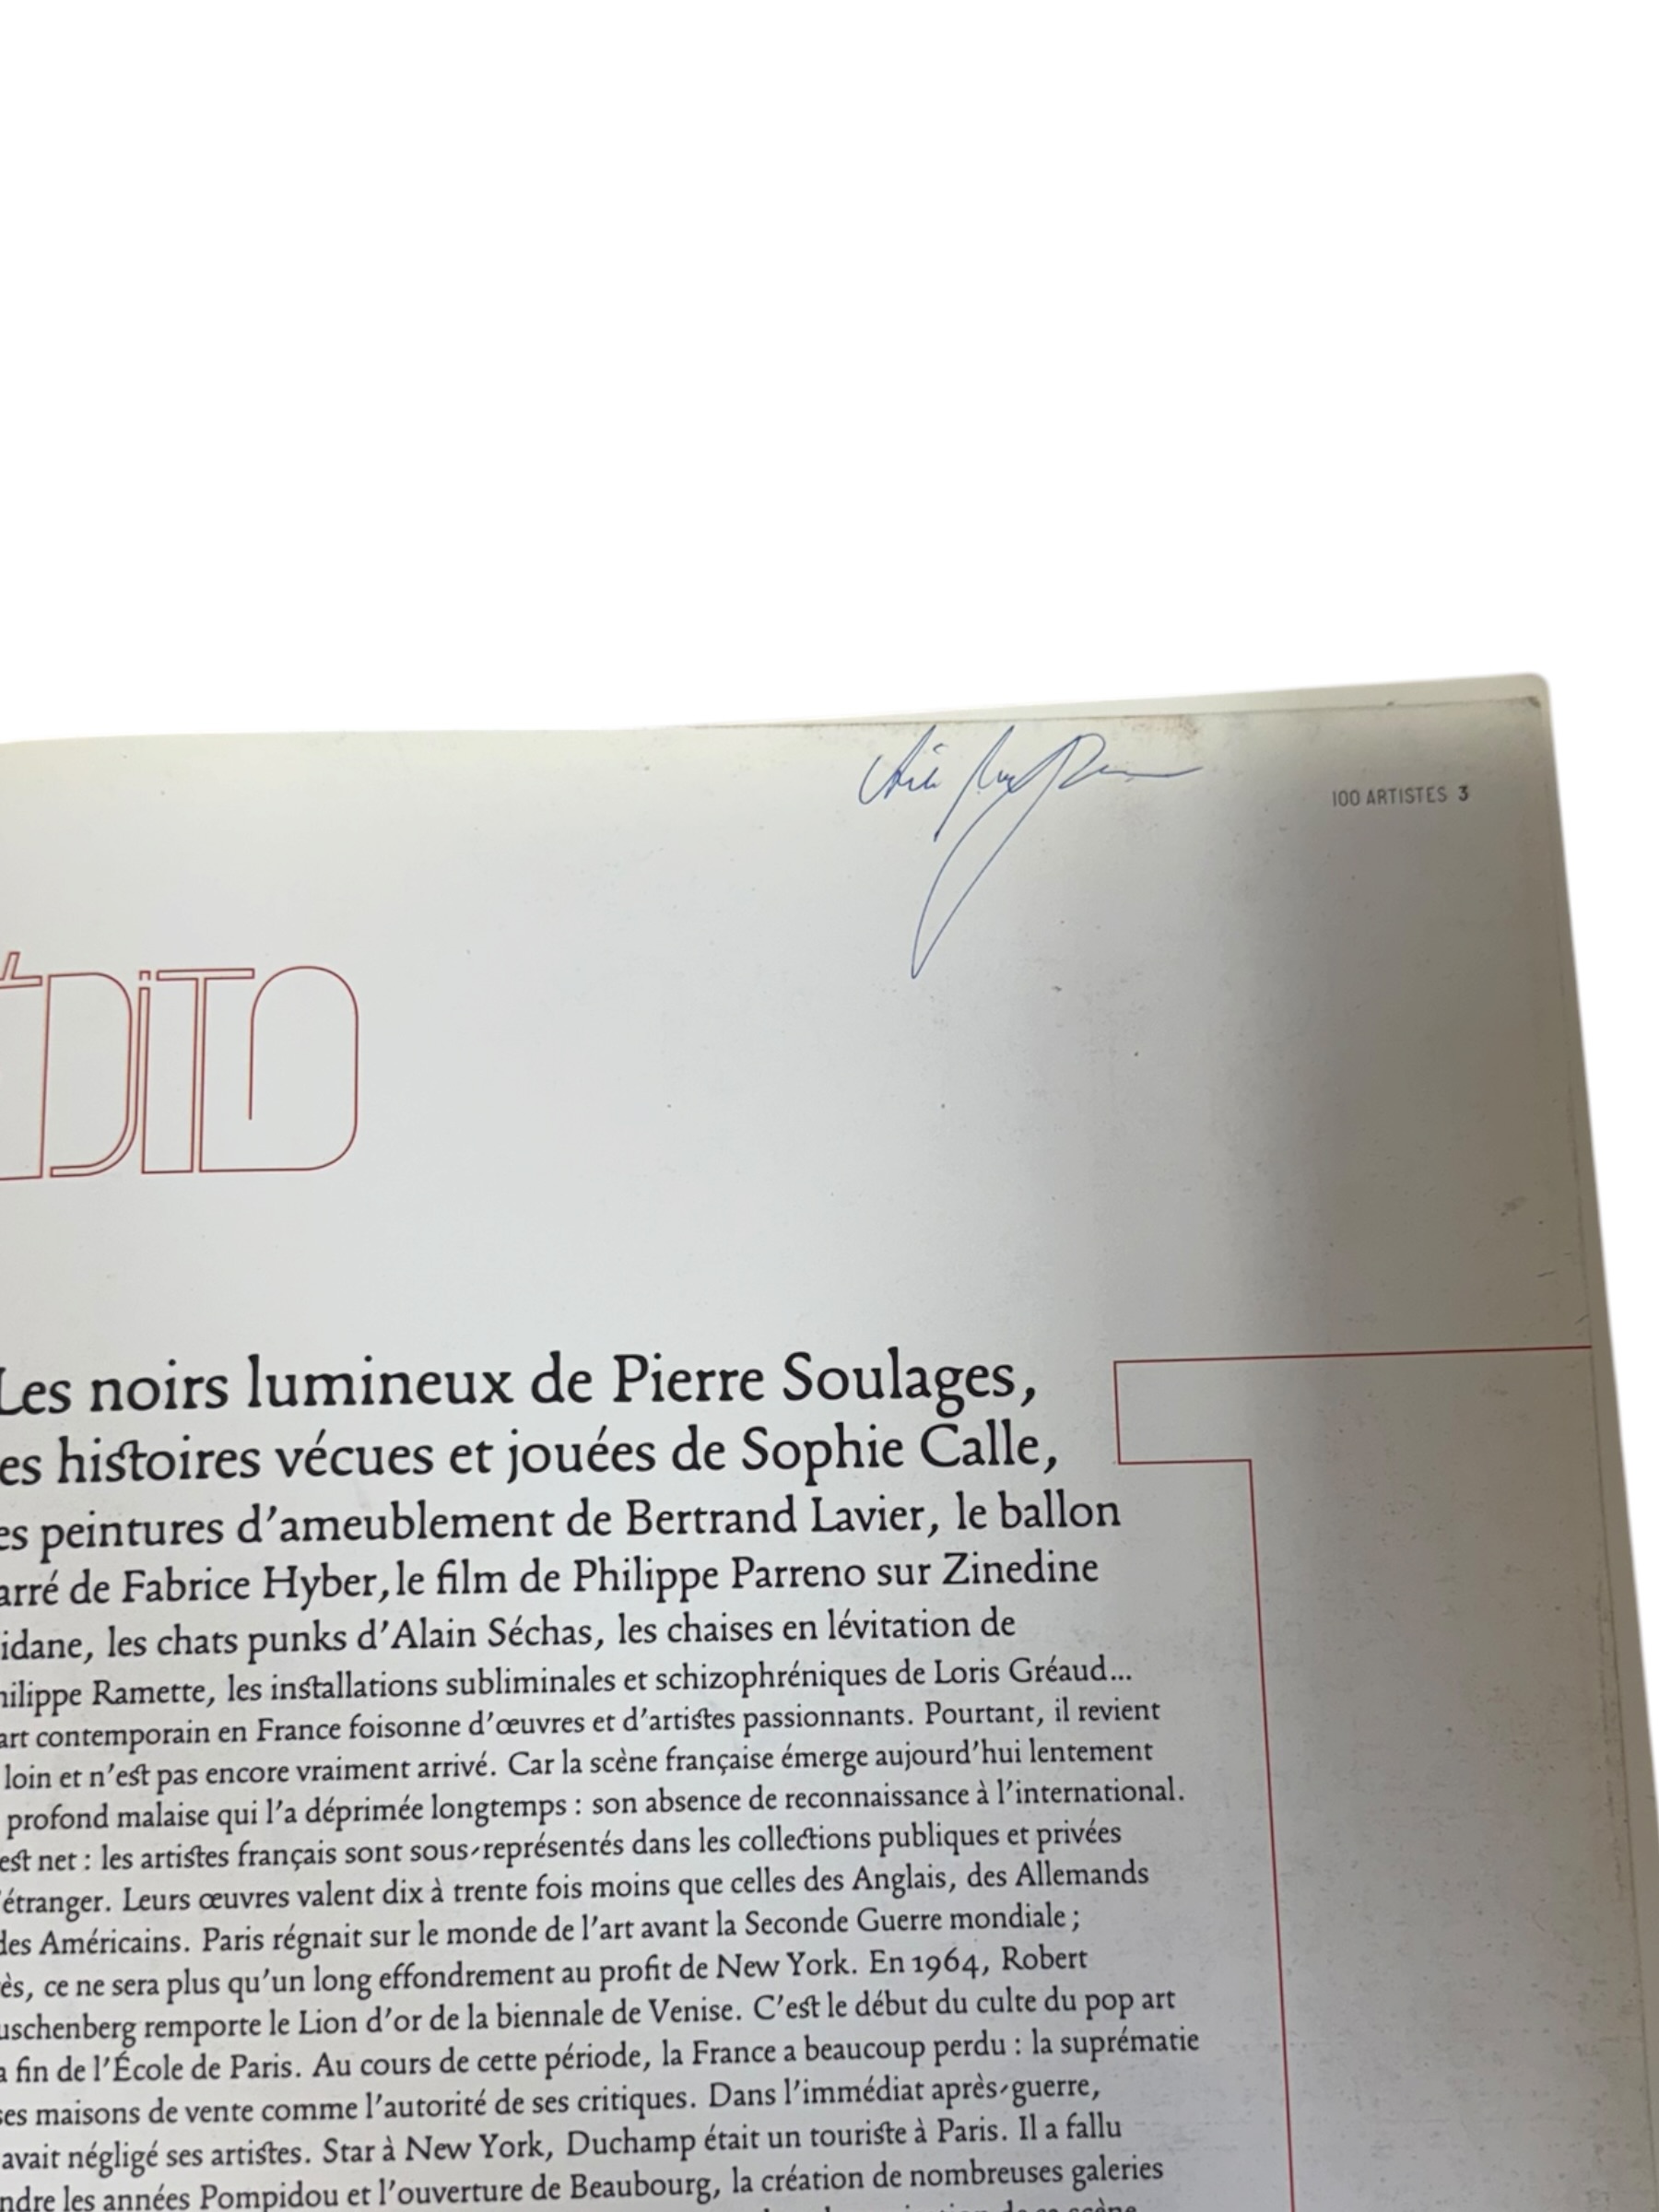 100 ARTISTES 3
ÉDITO
Les noirs lumineux de Pierre Soulages,
es histoires vécues et jouées de Sophie Calle,
es peintures d’ameublement de Bertrand Lavier, le ballon
arré de Fabrice Hyber, le film de Philippe Parreno sur Zinedine
idane, les chats punks d’Alain Séchas, les chaises en lévitation de
hilippe Ramette, les installations subliminales et schizophréniques de Loris Gréaud...
art contemporain en France foisonne d’œuvres et d’artistes passionnants. Pourtant, il revient
loin et n’est pas encore vraiment arrivé. Car la scène française émerge aujourd’hui lentement
profond malaise qui l’a déprimée longtemps : son absence de reconnaissance à l’international.
est net : les artistes français sont sous-représentés dans les collections publiques et privées
’étranger. Leurs œuvres valent dix à trente fois moins que celles des Anglais, des Allemands
des Américains. Paris régnait sur le monde de l’art avant la Seconde Guerre mondiale ;
ès, ce ne sera plus qu’un long effondrement au profit de New York. En 1964, Robert
uschenberg remporte le Lion d’or de la biennale de Venise. C’est le début du culte du pop art
a fin de l’École de Paris. Au cours de cette période, la France a beaucoup perdu : la suprématie
ses maisons de vente comme l’autorité de ses critiques. Dans l’immédiat après-guerre,
avait négligé ses artistes. Star à New York, Duchamp était un touriste à Paris. Il a fallu
ndre les années Pompidou et l’ouverture de Beaubourg, la création de nombreuses galeries